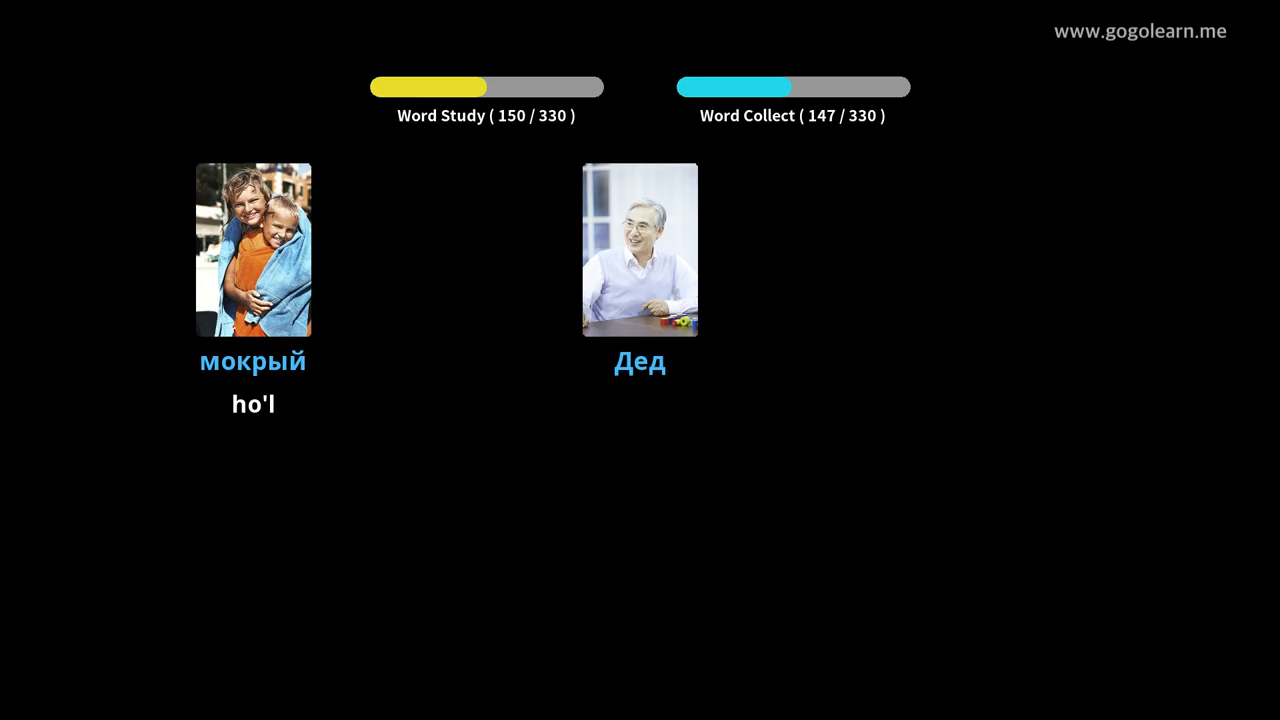 www.gogolearn.me
Word Study ( 150 / 330 )
Word Collect ( 147 / 330 )
мокрый
Дед
ho'l